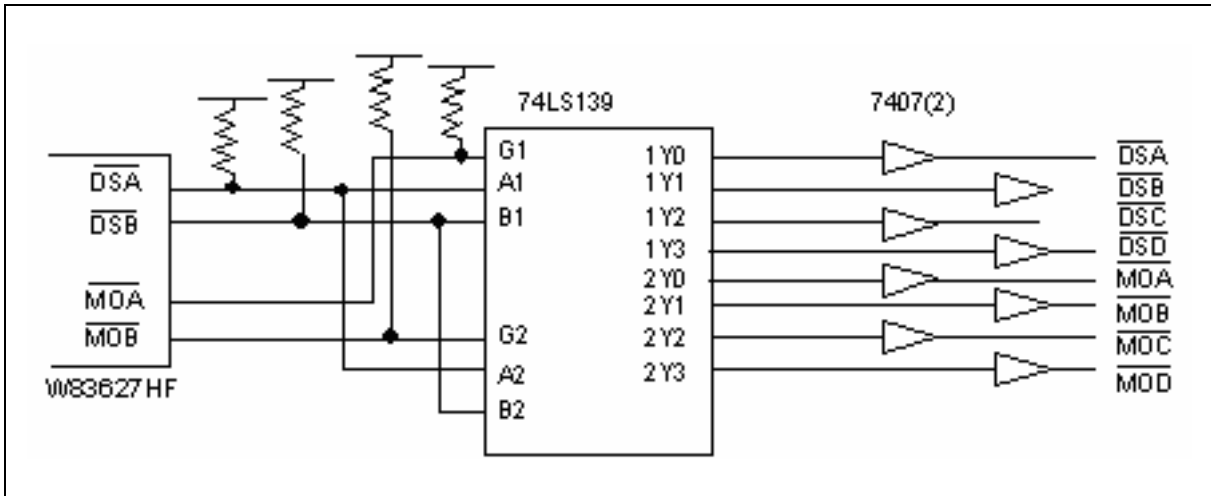 74LS139
7407(2)
DSA
DSB
MOA
MOB
W83627HF
G1
A1
B1
G2
A2
B2
1Y0
1Y1
1Y2
1Y3
2Y0
2Y1
2Y2
2Y3
DSA
DSB
DSC
DSD
MOA
MOB
MOC
MOD